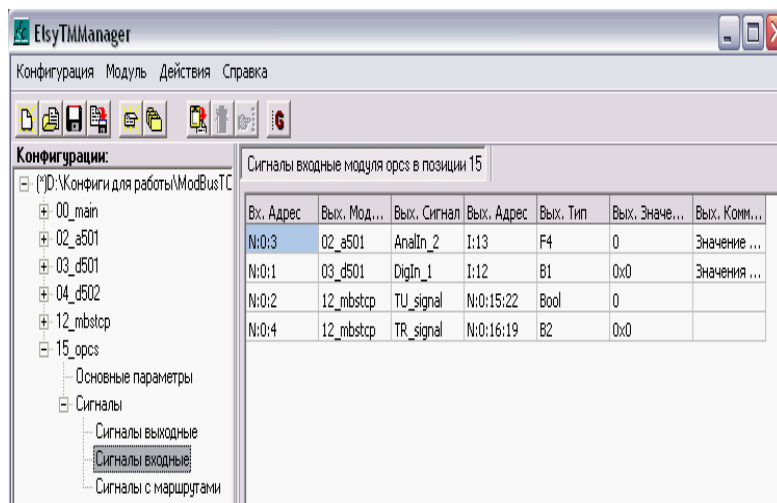 ElsyTMManager
Конфигурация Модуль Действия Справка
Конфигурации:
(*)D:\Конфиги для работы\ModBusTC
00_main
02_a501
03_d501
04_d502
12_mbstcp
15_opcs
Основные параметры
Сигналы
Сигналы выходные
Сигналы входные
Сигналы с маршрутами
Сигналы входные модуля opcs в позиции 15
Вх. Адрес Вых. Мод... Вых. Сигнал Вых. Адрес Вых. Тип Вых. Значе... Вых. Комм...
N:0:3 02_a501 AnalIn_2 I:13 F4 0 Значение ...
N:0:1 03_d501 DigIn_1 I:12 B1 0x0 Значения ...
N:0:2 12_mbstcp TU_signal N:0:15:22 Bool 0
N:0:4 12_mbstcp TR_signal N:0:16:19 B2 0x0